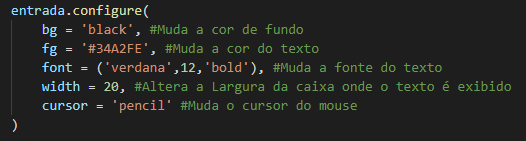 entrada.configure(
    bg = 'black', #Muda a cor de fundo
    fg = '#34A2FE', #Muda a cor do texto
    font = ('verdana',12,'bold'), #Muda a fonte do texto
    width = 20, #Altera a Largura da caixa onde o texto é exibido
    cursor = 'pencil' #Muda o cursor do mouse
)